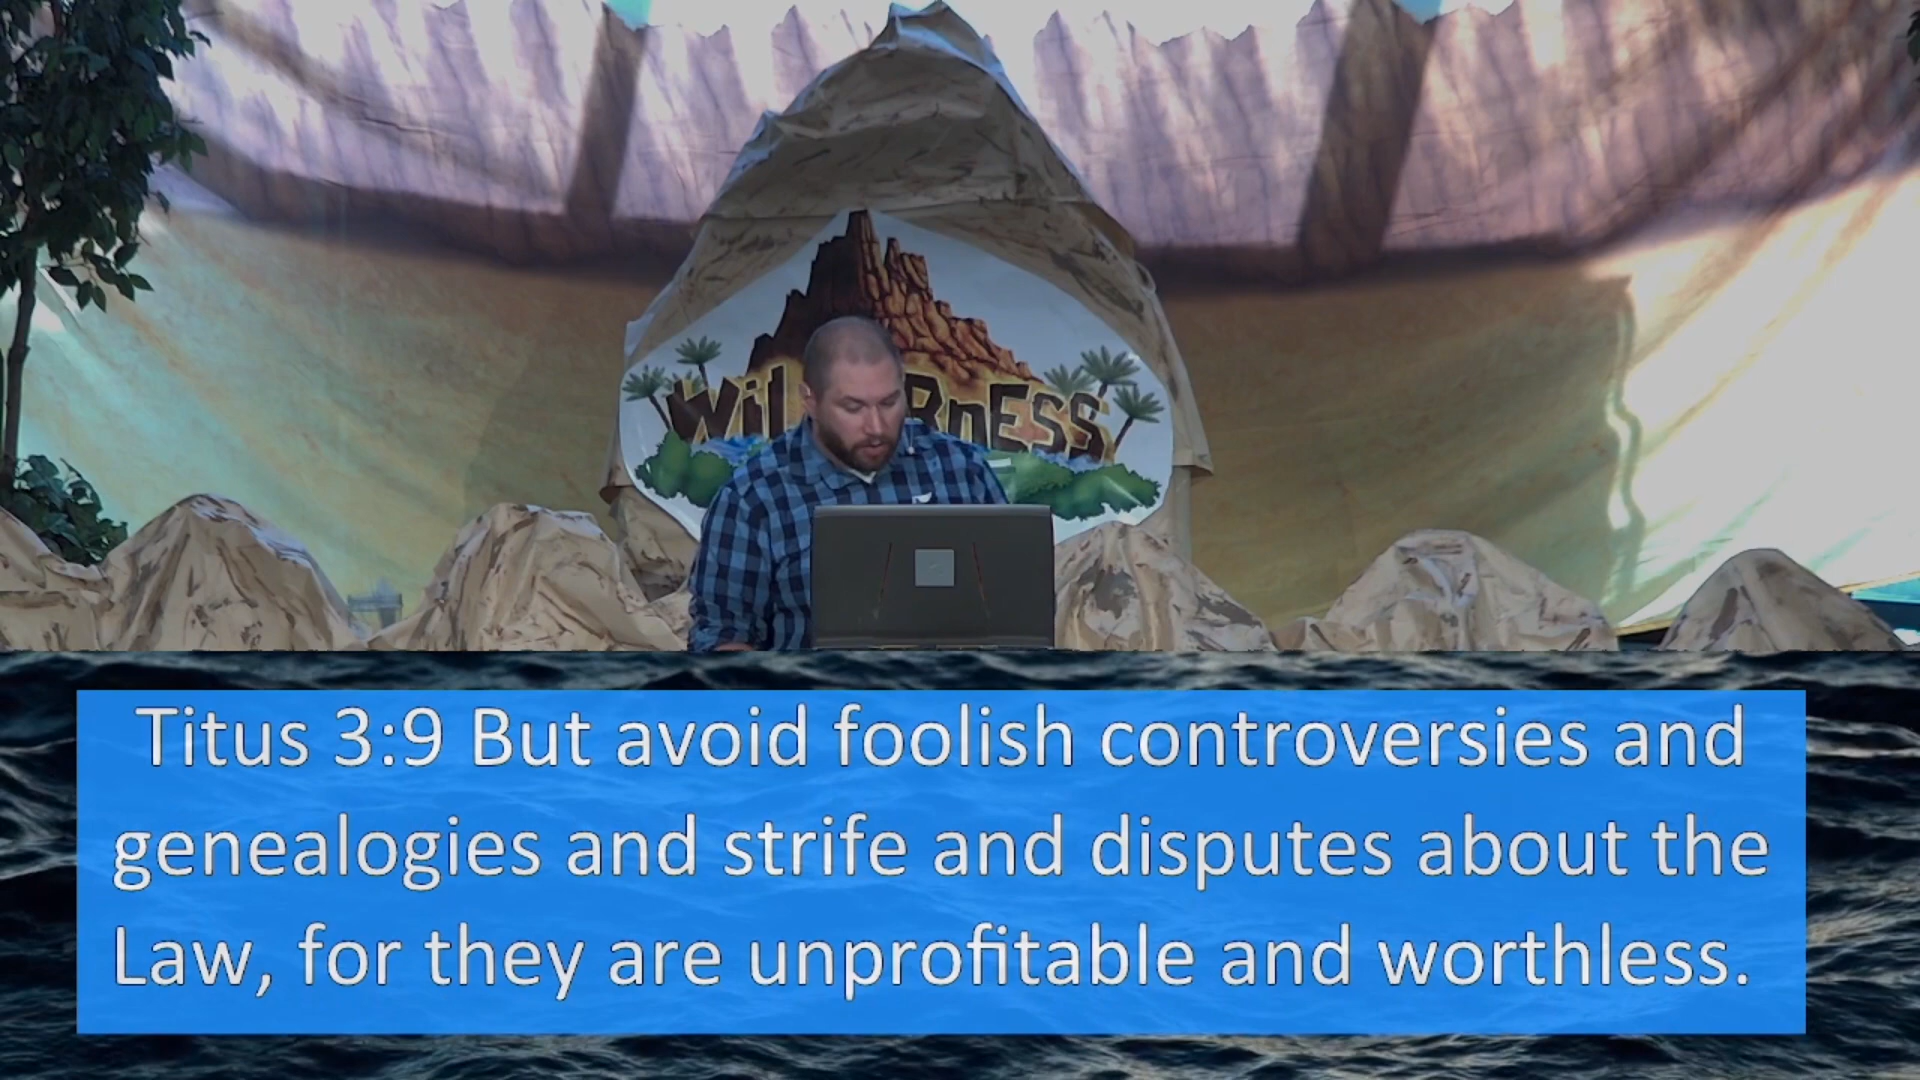 WilDERnESS
Titus 3:9 But avoid foolish controversies and
genealogies and strife and disputes about the
Law, for they are unprofitable and worthless.